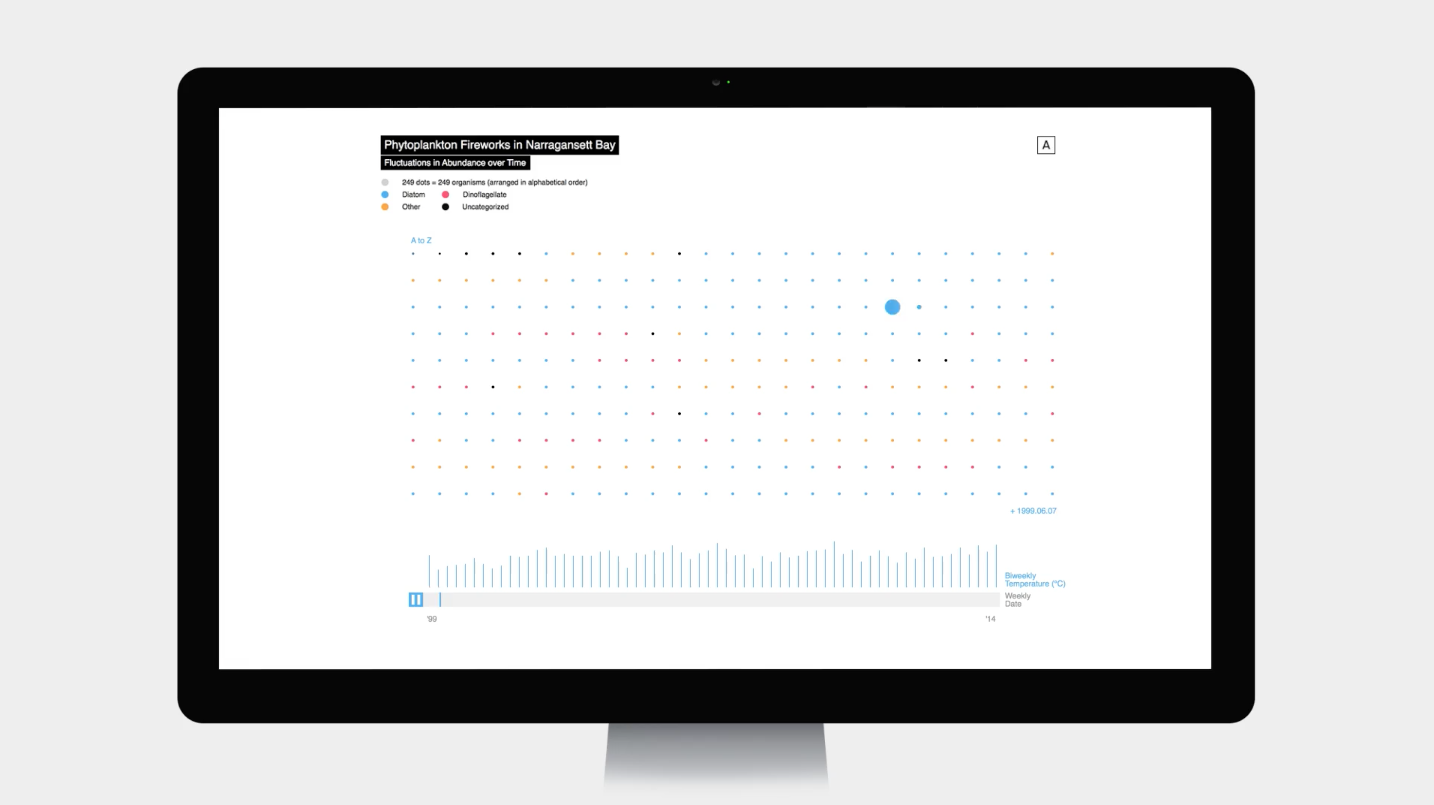 Phytoplankton Fireworks in Narragansett Bay
A
Fluctuations in Abundance over Time
249 dots = 249 organisms (arranged in alphabetical order)
Diatom Dinoflagellate
Other Uncategorized
A to Z
+ 1999.06.07
Biweekly
Temperature (°C)
Weekly
Date
'99 '14